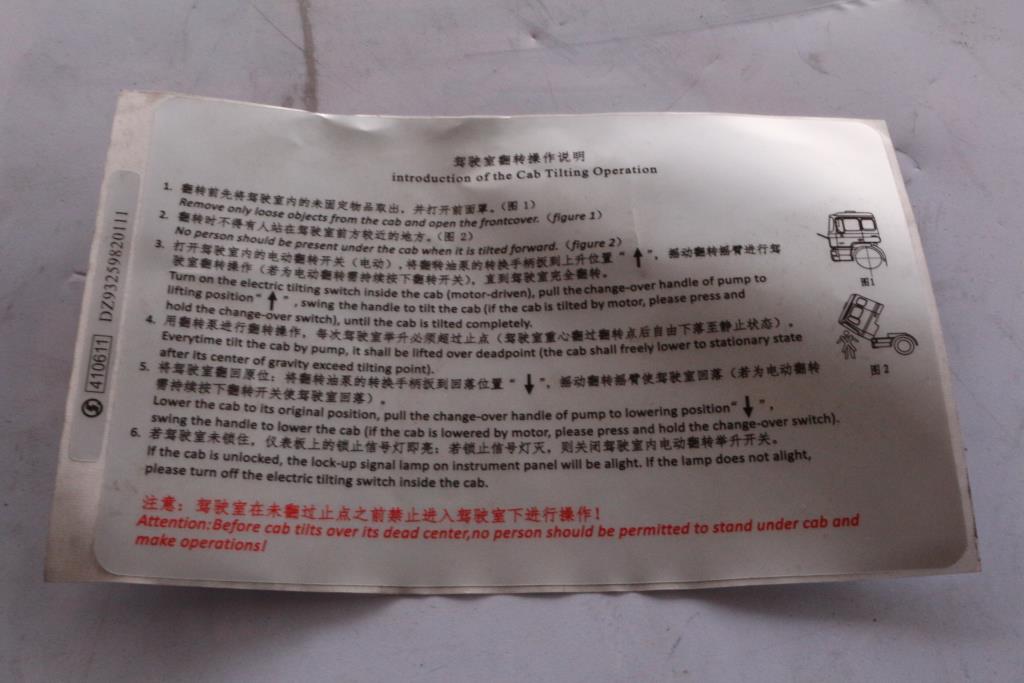 驾驶室翻转操作说明
introduction of the Cab Tilting Operation
1. 翻转前先将驾驶室内的未固定物品取出，并打开前面罩。（图 1）
Remove only loose objects from the cab and open the frontcover.（figure 1）
2. 翻转时不得有人站在驾驶室前方较近的地方。（图 2）
No person should be present under the cab when it is tilted forward.（figure 2）
3. 打开驾驶室内的电动翻转开关（电动）,将翻转油泵的转换手柄扳到上升位置“ ↑ ”，摇动翻转摇臂进行驾
驶室翻转操作（若为电动翻转需持续按下翻转开关），直到驾驶室完全翻转。
Turn on the electric tilting switch inside the cab (motor-driven), pull the change-over handle of pump to
lifting position“ ↑ ”, swing the handle to tilt the cab (if the cab is tilted by motor, please press and
hold the change-over switch), until the cab is tilted completely.
4. 用翻转泵进行翻转操作，每次驾驶室举升必须超过止点（驾驶室重心翻过翻转点后自由下落至静止状态）。
Everytime tilt the cab by pump, it shall be lifted over deadpoint (the cab shall freely lower to stationary state
after its center of gravity exceed tilting point).
5. 将驾驶室翻回原位：将翻转油泵的转换手柄扳到回落位置“ ↓ ”，摇动翻转摇臂使驾驶室回落（若为电动翻转
需持续按下翻转开关使驾驶室回落）。
Lower the cab to its original position, pull the change-over handle of pump to lowering position“ ↓ ”,
swing the handle to lower the cab (if the cab is lowered by motor, please press and hold the change-over switch).
6. 若驾驶室未锁住，仪表板上的锁止信号灯即亮；若锁止信号灯灭，则关闭驾驶室内电动翻转举升开关。
If the cab is unlocked, the lock-up signal lamp on instrument panel will be alight. If the lamp does not alight,
please turn off the electric tilting switch inside the cab.
注意：驾驶室在未翻过止点之前禁止进入驾驶室下进行操作！
Attention:Before cab tilts over its dead center,no person should be permitted to stand under cab and
make operations!
图1
图 2
410611 DZ9325982011